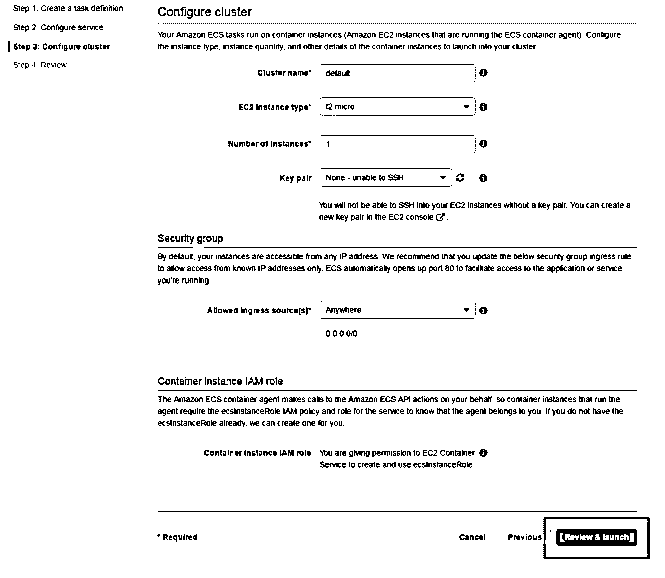 Step 1. Create a task definition
Step 2. Configure service
Step 3: Configure cluster
Step 4. Review
Configure cluster
Your Amazon ECS tasks run on container instances (Amazon EC2 instances that are running the ECS container agent). Configure
the instance type, instance quantity, and other details of the container instances to launch into your cluster.
Cluster name* default
EC2 instance type* t2 micro
Number of instances* 1
Key pair None - unable to SSH
You will not be able to SSH into your EC2 instances without a key pair. You can create a
new key pair in the EC2 console.
Security group
By default, your instances are accessible from any IP address. We recommend that you update the below security group ingress rule
to allow access from known IP addresses only. ECS automatically opens up port 80 to facilitate access to the application or service
you're running.
Allowed ingress source(s)* Anywhere
0.0.0.0/0
Container instance IAM role
The Amazon ECS container agent makes calls to the Amazon ECS API actions on your behalf, so container instances that run the
agent require the ecsInstanceRole IAM policy and role for the service to know that the agent belongs to you. If you do not have the
ecsInstanceRole already, we can create one for you.
Container instance IAM role You are giving permission to EC2 Container
Service to create and use ecsInstanceRole
* Required
Cancel Previous Review & launch